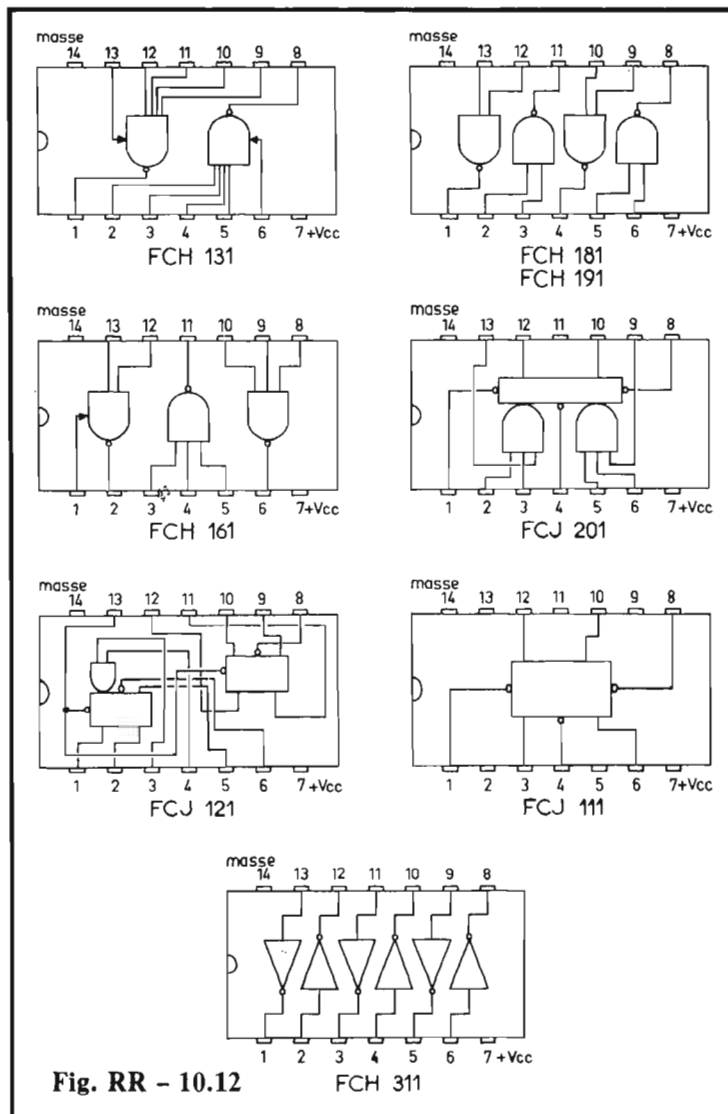 masse
14 13 12 11 10 9 8
1 2 3 4 5 6 7+Vcc
FCH 131
masse
14 13 12 11 10 9 8
1 2 3 4 5 6 7+Vcc
FCH 181
FCH 191
masse
14 13 12 11 10 9 8
1 2 3 4 5 6 7+Vcc
FCH 161
masse
14 13 12 11 10 9 8
1 2 3 4 5 6 7+Vcc
FCJ 201
masse
14 13 12 11 10 9 8
1 2 3 4 5 6 7+Vcc
FCJ 121
masse
14 13 12 11 10 9 8
1 2 3 4 5 6 7+Vcc
FCJ 111
masse
14 13 12 11 10 9 8
1 2 3 4 5 6 7+Vcc
FCH 311
Fig. RR - 10.12